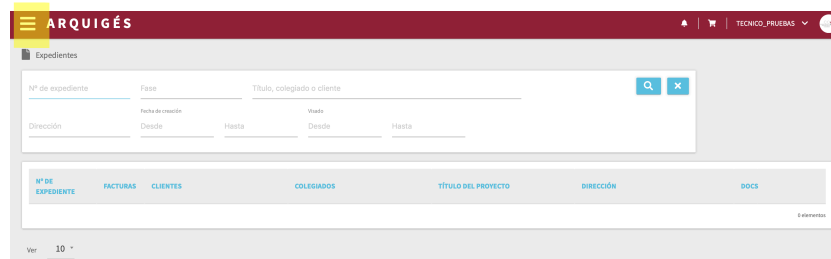 ARQUIGÉS
TECNICO_PRUEBAS
Expedientes
Nº de expediente Fase Título, colegiado o cliente
Fecha de creación Visado
Dirección Desde Hasta Desde Hasta
Nº DE EXPEDIENTE FACTURAS CLIENTES COLEGIADOS TÍTULO DEL PROYECTO DIRECCIÓN DOCS
0 elementos
Ver 10